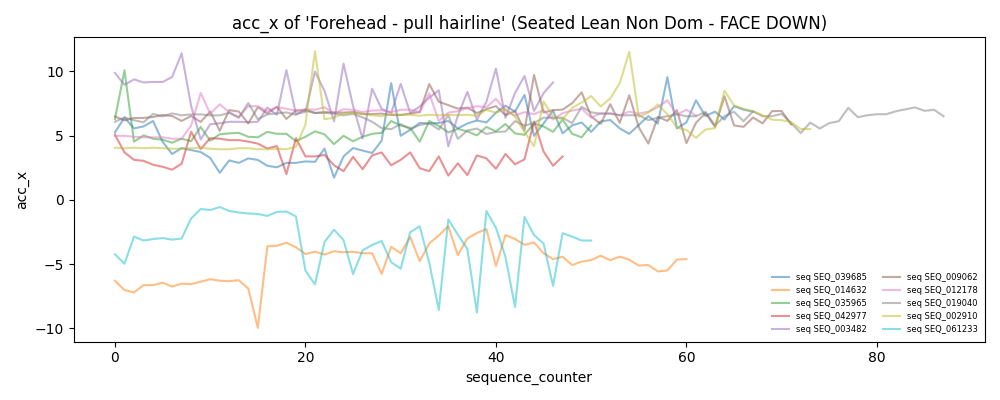 acc_x of 'Forehead - pull hairline' (Seated Lean Non Dom - FACE DOWN)
acc_x
10
5
0
−5
−10
0 20 40 60 80
sequence_counter
seq SEQ_039685 seq SEQ_009062
seq SEQ_014632 seq SEQ_012178
seq SEQ_035965 seq SEQ_019040
seq SEQ_042977 seq SEQ_002910
seq SEQ_003482 seq SEQ_061233